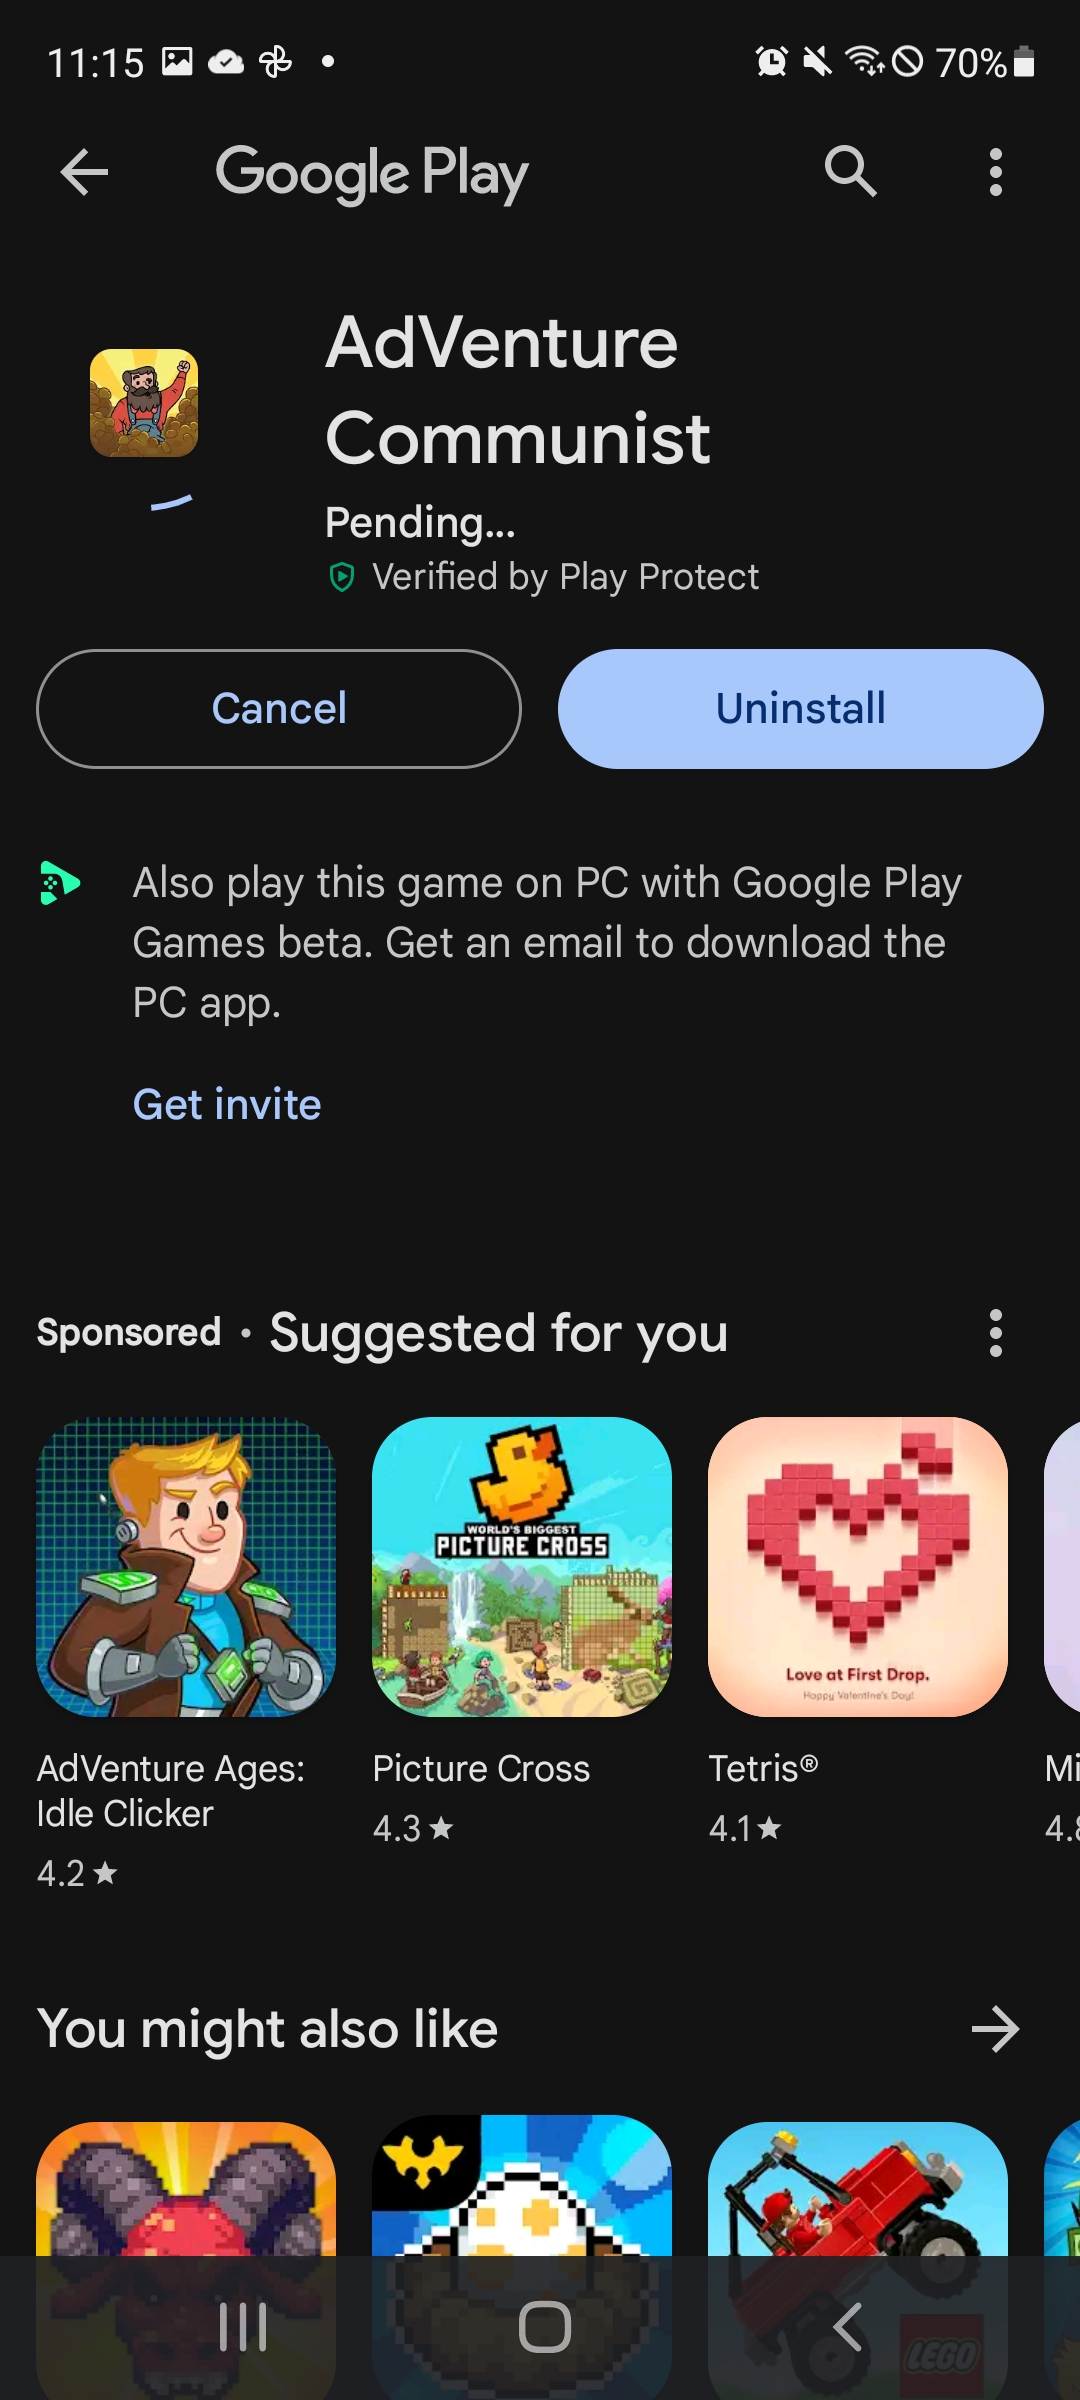 11:15
70%
Google Play
AdVenture
Communist
Pending...
Verified by Play Protect
Cancel
Uninstall
Also play this game on PC with Google Play
Games beta. Get an email to download the
PC app.
Get invite
Sponsored • Suggested for you
WORLD'S BIGGEST
PICTURE CROSS
Love at First Drop.
Happy Valentine's Day!
AdVenture Ages:
Idle Clicker
4.2★
Picture Cross
4.3★
Tetris®
4.1★
Mi
4.8
You might also like
LEGO